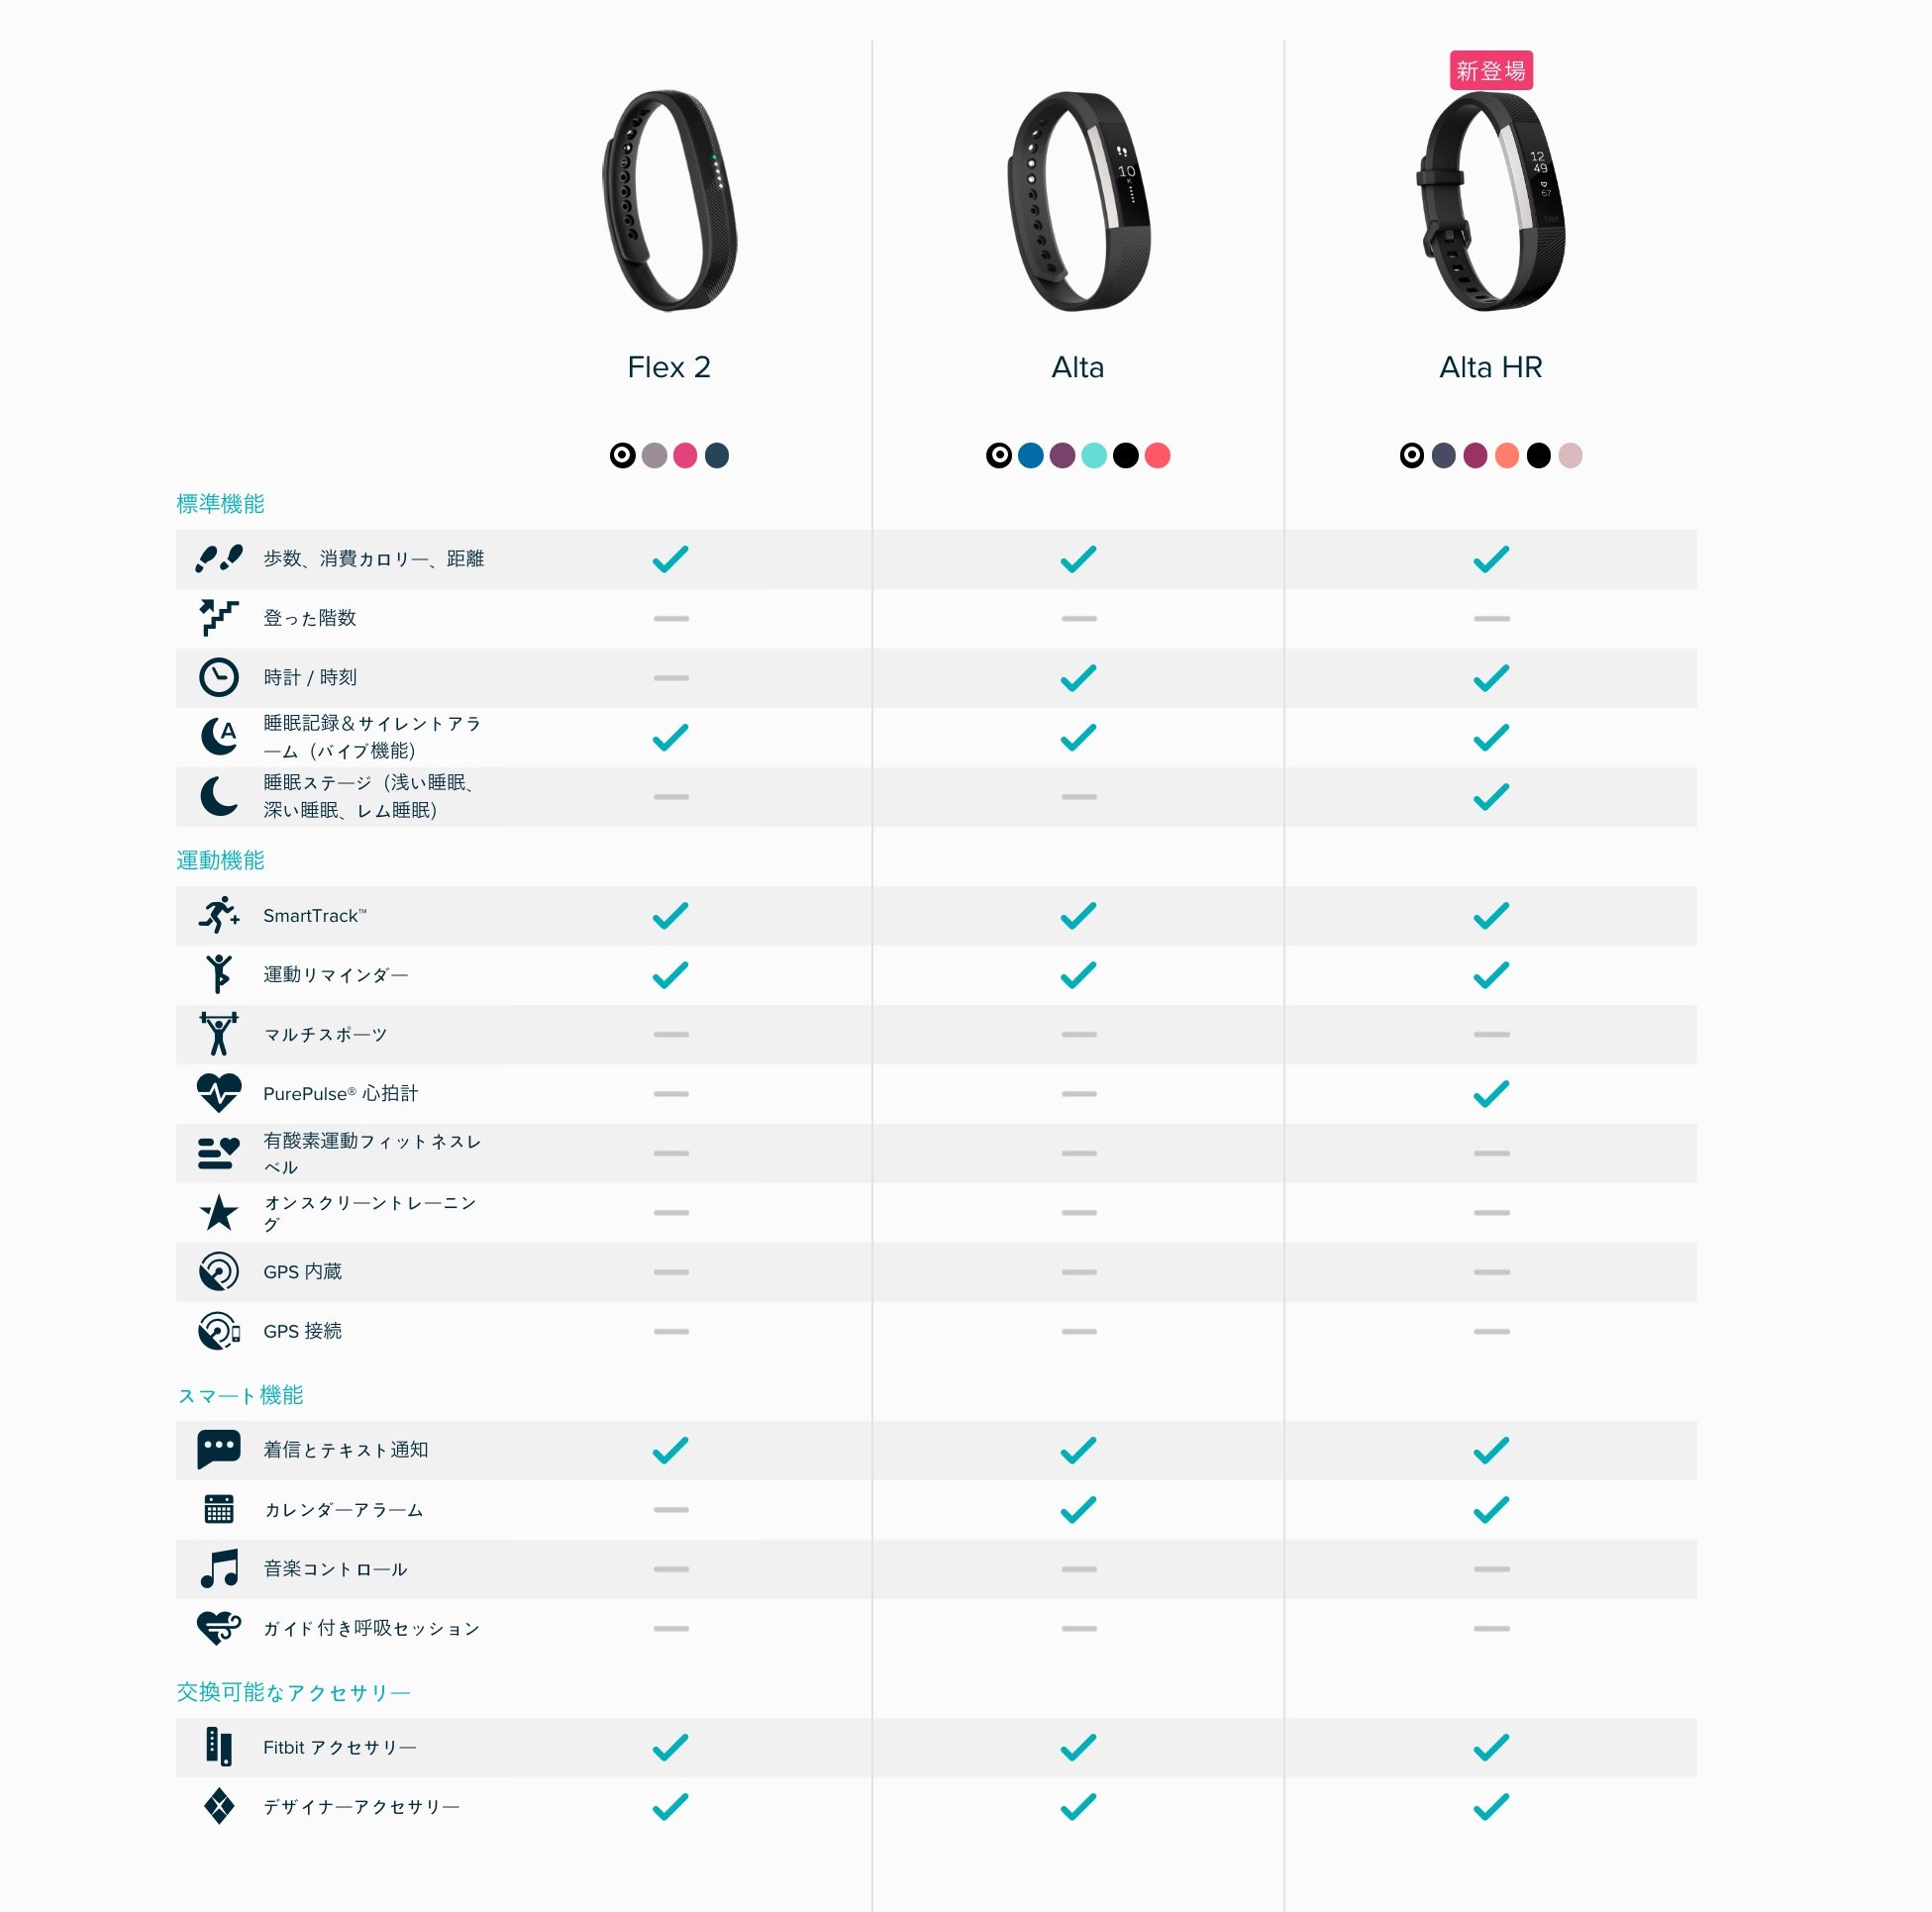 新登場
10
K
12
49
57
Flex 2
Alta
Alta HR
標準機能
歩数、消費カロリー、距離
登った階数
時計 / 時刻
A
睡眠記録＆サイレントアラ
ーム（バイブ機能）
睡眠ステージ（浅い睡眠、
深い睡眠、レム睡眠）
運動機能
SmartTrack™
運動リマインダー
マルチスポーツ
PurePulse® 心拍計
有酸素運動フィットネスレ
ベル
オンスクリーントレーニン
グ
GPS 内蔵
GPS 接続
スマート機能
着信とテキスト通知
カレンダーアラーム
音楽コントロール
ガイド付き呼吸セッション
交換可能なアクセサリー
Fitbit アクセサリー
デザイナーアクセサリー